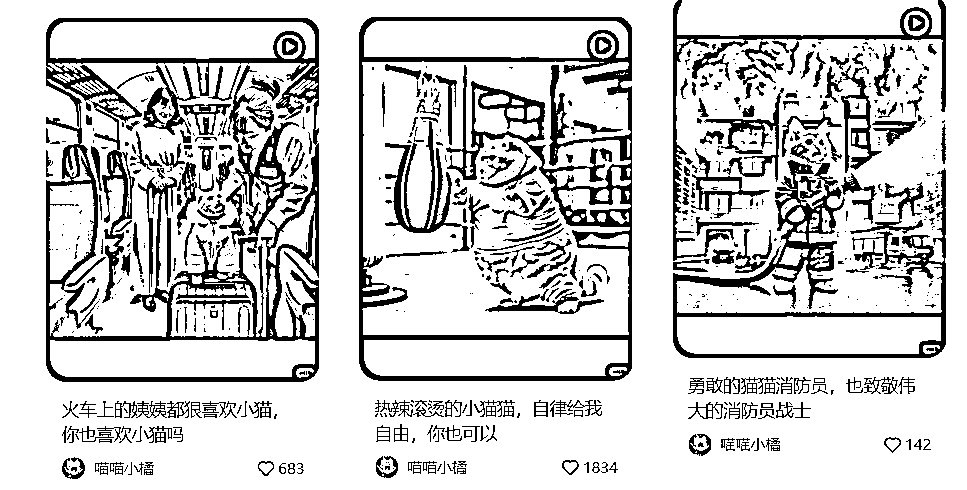 火车上的姨姨都狠喜欢小猫，
你也喜欢小猫吗
喵喵小橘
683
热辣滚烫的小猫猫，自律给我
自由，你也可以
喵喵小橘
1834
勇敢的猫猫消防员，也致敬伟
大的消防员战士
喵喵小橘
142